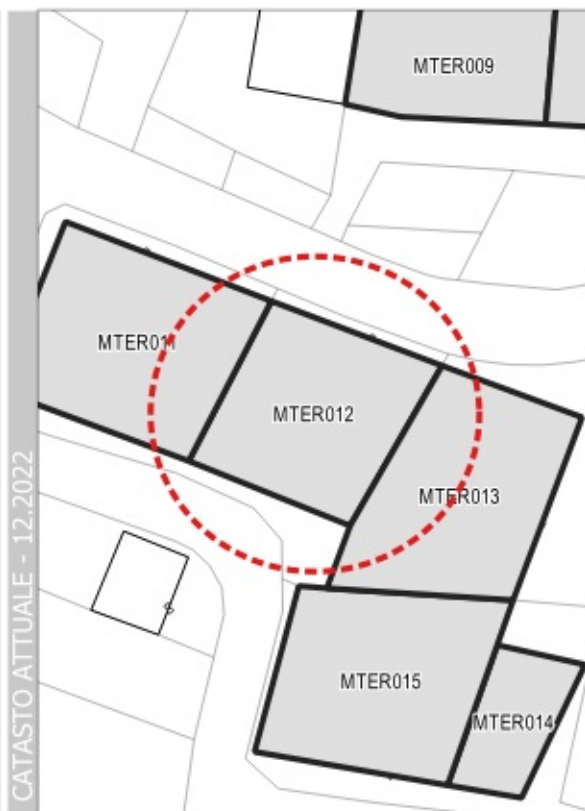 MTER009
MTER011
MTER012
MTER013
MTER015
MTER014
CATASTO ATTUALE - 12.2022